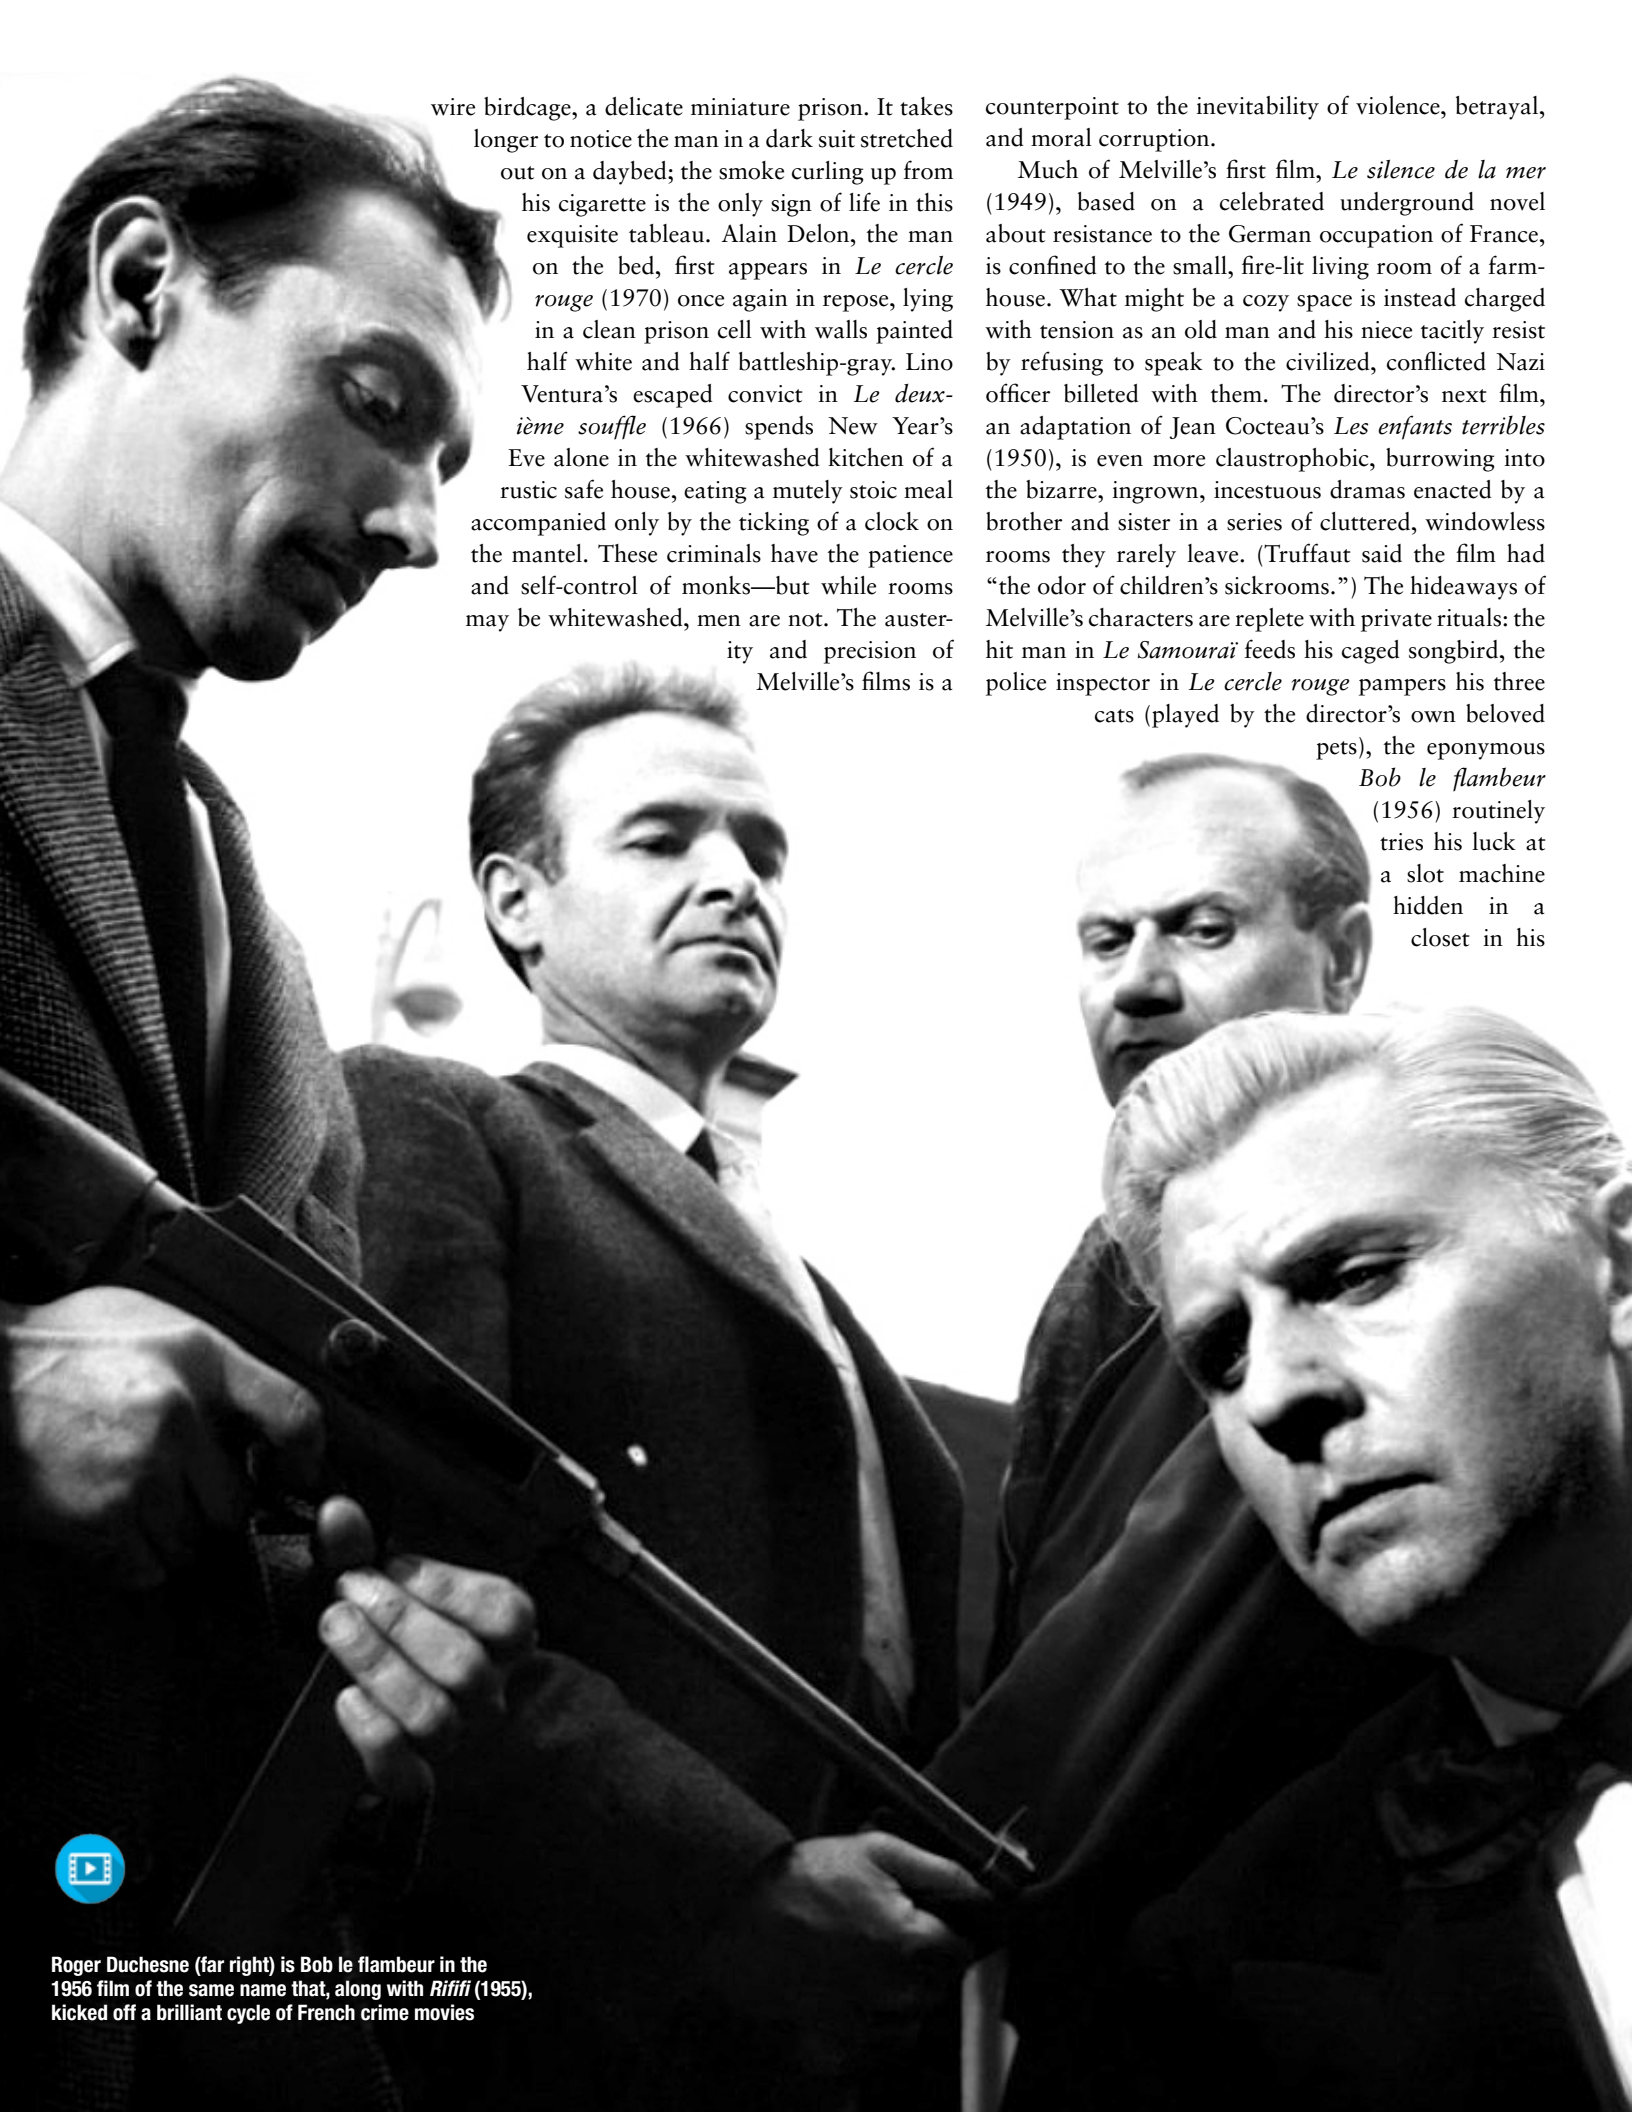 wire birdcage, a delicate miniature prison. It takes
longer to notice the man in a dark suit stretched
out on a daybed; the smoke curling up from
his cigarette is the only sign of life in this
exquisite tableau. Alain Delon, the man
on the bed, first appears in Le cercle
rouge (1970) once again in repose, lying
in a clean prison cell with walls painted
half white and half battleship-gray. Lino
Ventura’s escaped convict in Le deux-
ième souffle (1966) spends New Year’s
Eve alone in the whitewashed kitchen of a
rustic safe house, eating a mutely stoic meal
accompanied only by the ticking of a clock on
the mantel. These criminals have the patience
and self-control of monks—but while rooms
may be whitewashed, men are not. The auster-
ity and precision of
Melville’s films is a
counterpoint to the inevitability of violence, betrayal,
and moral corruption.
Much of Melville’s first film, Le silence de la mer
(1949), based on a celebrated underground novel
about resistance to the German occupation of France,
is confined to the small, fire-lit living room of a farm-
house. What might be a cozy space is instead charged
with tension as an old man and his niece tacitly resist
by refusing to speak to the civilized, conflicted Nazi
officer billeted with them. The director’s next film,
an adaptation of Jean Cocteau’s Les enfants terribles
(1950), is even more claustrophobic, burrowing into
the bizarre, ingrown, incestuous dramas enacted by a
brother and sister in a series of cluttered, windowless
rooms they rarely leave. (Truffaut said the film had
“the odor of children’s sickrooms.”) The hideaways of
Melville’s characters are replete with private rituals: the
hit man in Le Samouraï feeds his caged songbird, the
police inspector in Le cercle rouge pampers his three
cats (played by the director’s own beloved
pets), the eponymous
Bob le flambeur
(1956) routinely
tries his luck at
a slot machine
hidden in a
closet in his
Roger Duchesne (far right) is Bob le flambeur in the
1956 film of the same name that, along with Rififi (1955),
kicked off a brilliant cycle of French crime movies